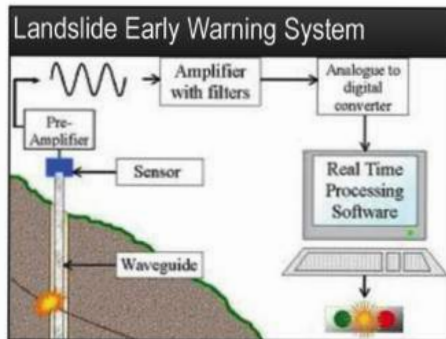 Landslide Early Warning System
Amplifier
with filters
Analogue to
digital
converter
Pre-
Amplifier
Sensor
Real Time
Processing
Software
Waveguide